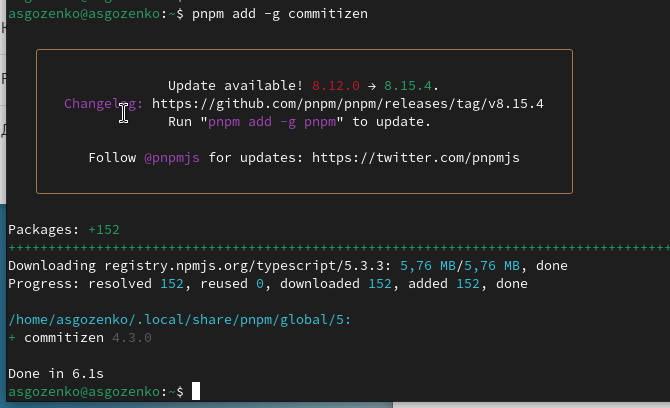 asgozenko@asgozenko:~$ pnpm add -g commitizen
Update available! 8.12.0 → 8.15.4.
Changelog: https://github.com/pnpm/pnpm/releases/tag/v8.15.4
Run "pnpm add -g pnpm" to update.
Follow @pnpmjs for updates: https://twitter.com/pnpmjs
Packages: +152
+++++++++++++++++++++++++++++++++++++++++++++++++++++++++++++++++++++++++++++++++++
Downloading registry.npmjs.org/typescript/5.3.3: 5,76 MB/5,76 MB, done
Progress: resolved 152, reused 0, downloaded 152, added 152, done
/home/asgozenko/.local/share/pnpm/global/5:
+ commitizen 4.3.0
Done in 6.1s
asgozenko@asgozenko:~$